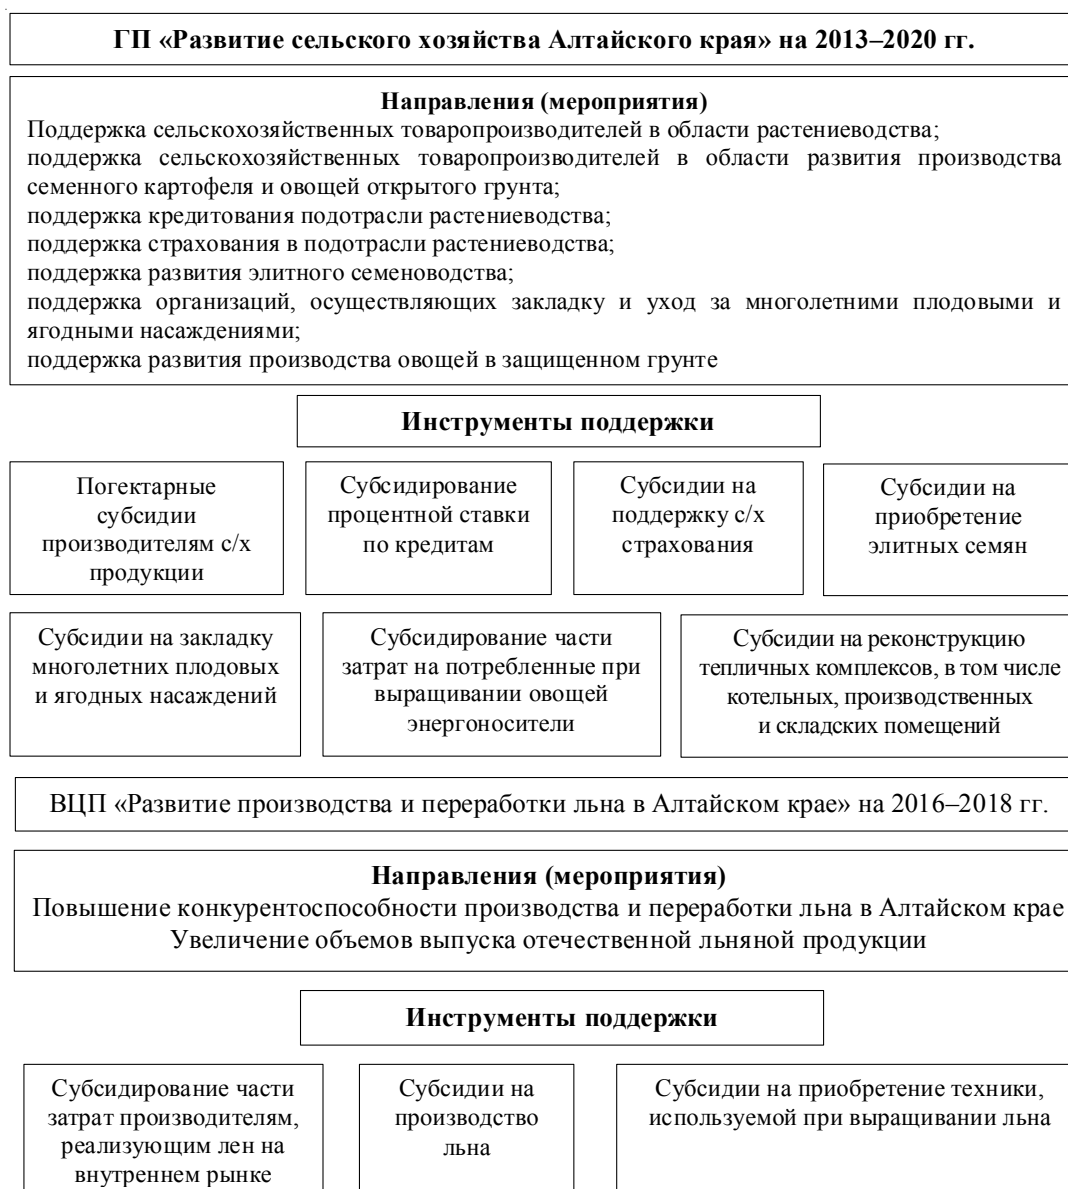 ГП «Развитие сельского хозяйства Алтайского края» на 2013–2020 гг.
Направления (мероприятия)
Поддержка сельскохозяйственных товаропроизводителей в области растениеводства;
поддержка сельскохозяйственных товаропроизводителей в области развития производства
семенного картофеля и овощей открытого грунта;
поддержка кредитования подотрасли растениеводства;
поддержка страхования в подотрасли растениеводства;
поддержка развития элитного семеноводства;
поддержка организаций, осуществляющих закладку и уход за многолетними плодовыми и
ягодными насаждениями;
поддержка развития производства овощей в защищенном грунте
Инструменты поддержки
Погектарные
субсидии
производителям с/х
продукции
Субсидирование
процентной ставки
по кредитам
Субсидии на
поддержку с/х
страхования
Субсидии на
приобретение
элитных семян
Субсидии на закладку
многолетних плодовых
и ягодных насаждений
Субсидирование части
затрат на потребленные при
выращивании овощей
энергоносители
Субсидии на реконструкцию
тепличных комплексов, в том числе
котельных, производственных
и складских помещений
ВЦП «Развитие производства и переработки льна в Алтайском крае» на 2016–2018 гг.
Направления (мероприятия)
Повышение конкурентоспособности производства и переработки льна в Алтайском крае
Увеличение объемов выпуска отечественной льняной продукции
Инструменты поддержки
Субсидирование части
затрат производителям,
реализующим лен на
внутреннем рынке
Субсидии на
производство
льна
Субсидии на приобретение техники,
используемой при выращивании льна